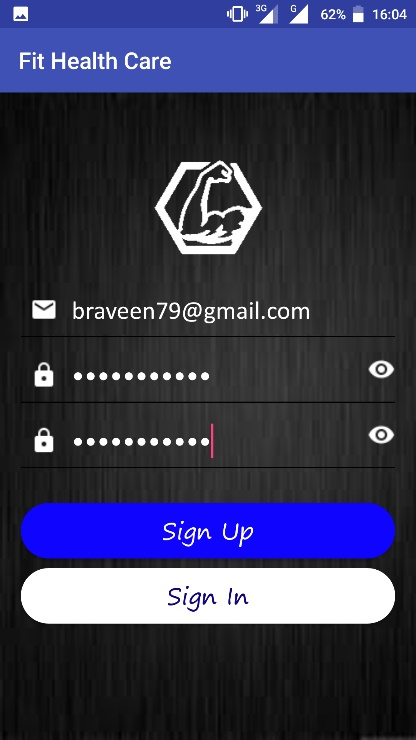 3G G 62% 16:04
Fit Health Care
braveen79@gmail.com
•••••••••••
•••••••••••
Sign Up
Sign In